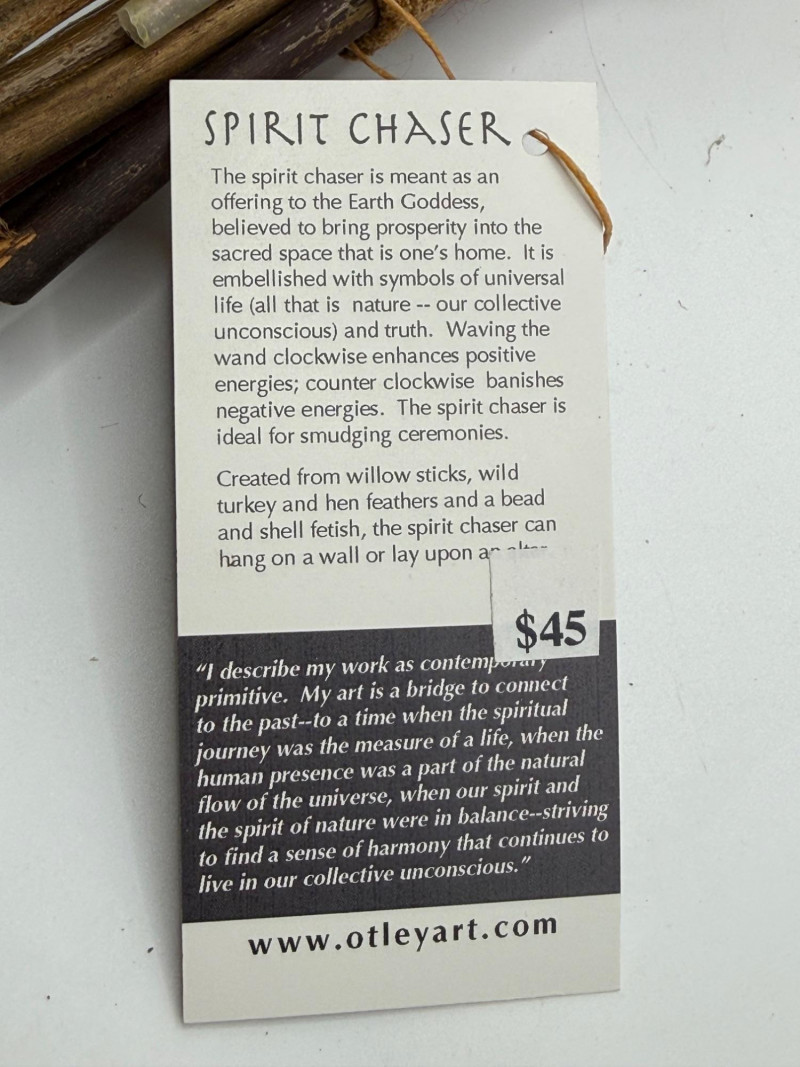 SPIRIT CHASER
The spirit chaser is meant as an
offering to the Earth Goddess,
believed to bring prosperity into the
sacred space that is one's home.  It is
embellished with symbols of universal
life (all that is  nature -- our collective
unconscious) and truth.  Waving the
wand clockwise enhances positive
energies; counter clockwise  banishes
negative energies.  The spirit chaser is
ideal for smudging ceremonies.
Created from willow sticks, wild
turkey and hen feathers and a bead
and shell fetish, the spirit chaser can
hang on a wall or lay upon an
$45
"I describe my work as contemporary
primitive.  My art is a bridge to connect
to the past--to a time when the spiritual
journey was the measure of a life, when the
human presence was a part of the natural
flow of the universe, when our spirit and
the spirit of nature were in balance--striving
to find a sense of harmony that continues to
live in our collective unconscious."
www.otleyart.com